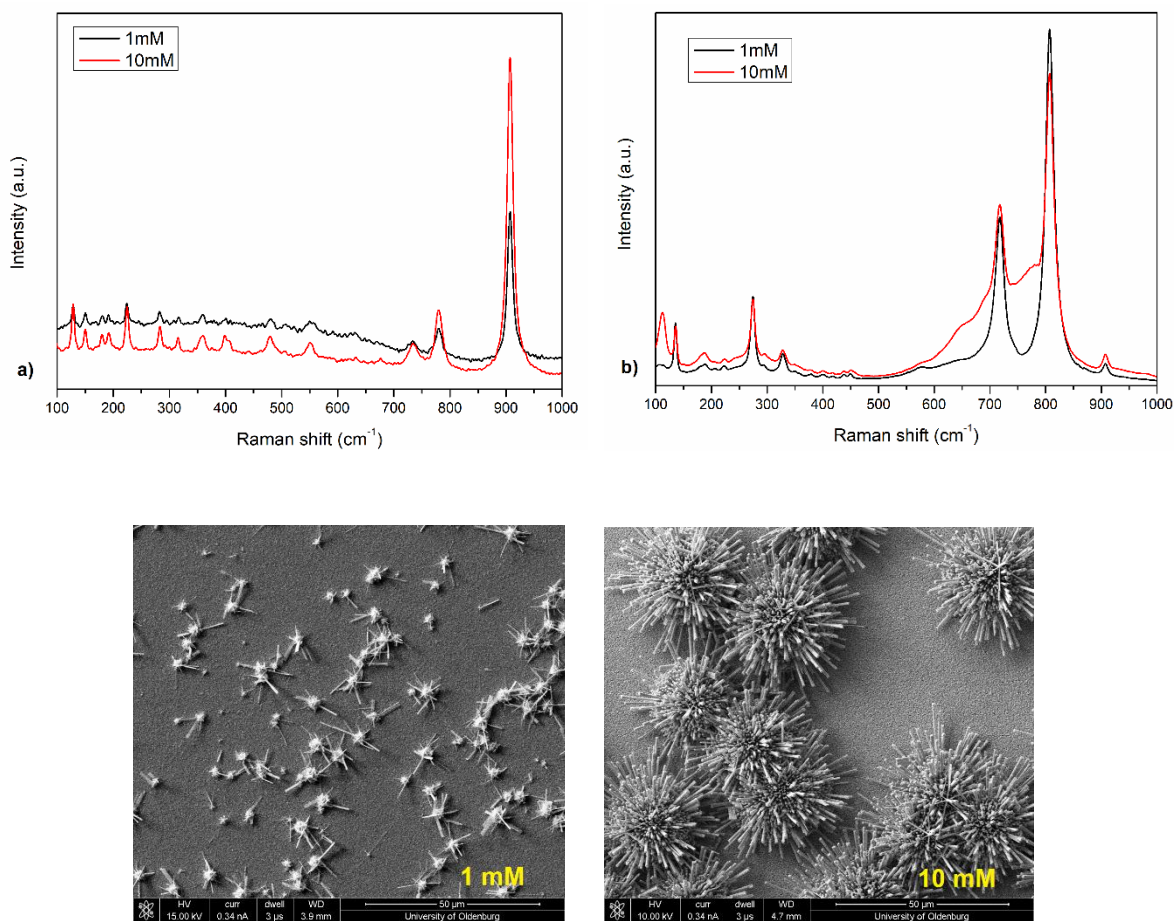 1mM
10mM
Intensity (a.u.)
a)
100 200 300 400 500 600 700 800 900 1000
Raman shift (cm⁻¹)
1mM
10mM
Intensity (a.u.)
b)
100 200 300 400 500 600 700 800 900 1000
Raman shift (cm⁻¹)
1 mM
HV curr dwell WD 50 µm
15.00 kV 0.34 nA 3 µs 3.9 mm University of Oldenburg
10 mM
HV curr dwell WD 50 µm
10.00 kV 0.34 nA 3 µs 4.7 mm University of Oldenburg